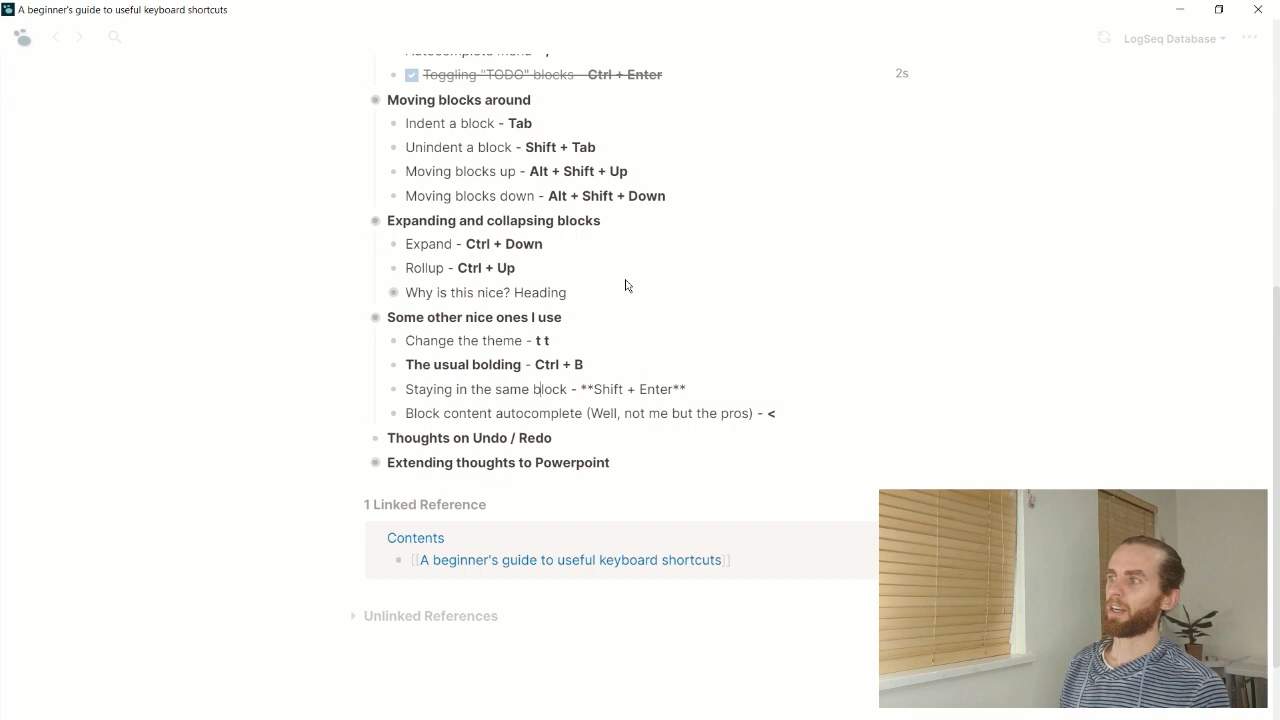 A beginner's guide to useful keyboard shortcuts
LogSeq Database
Toggling "TODO" blocks - Ctrl + Enter
2s
Moving blocks around
Indent a block - Tab
Unindent a block - Shift + Tab
Moving blocks up - Alt + Shift + Up
Moving blocks down - Alt + Shift + Down
Expanding and collapsing blocks
Expand - Ctrl + Down
Rollup - Ctrl + Up
Why is this nice? Heading
Some other nice ones I use
Change the theme - t t
The usual bolding - Ctrl + B
Staying in the same block - **Shift + Enter**
Block content autocomplete (Well, not me but the pros) - <
Thoughts on Undo / Redo
Extending thoughts to Powerpoint
1 Linked Reference
Contents
[[A beginner's guide to useful keyboard shortcuts]]
Unlinked References